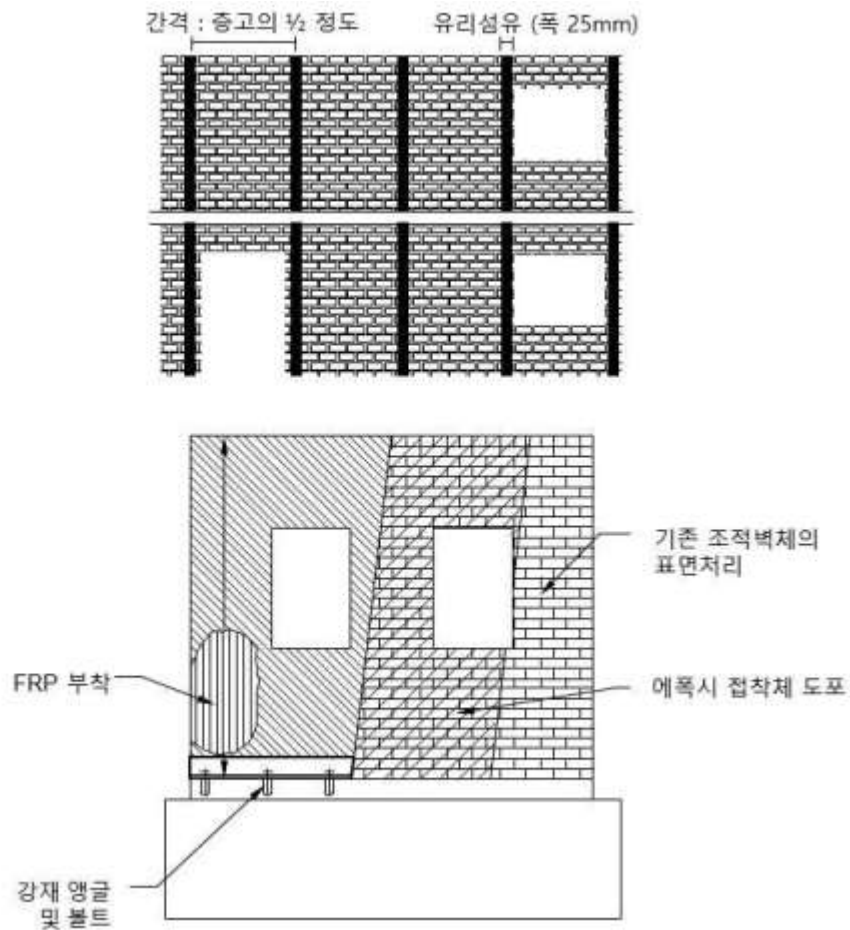 간격 : 층고의 ½ 정도
유리섬유 (폭 25mm)
기존 조적벽체의
표면처리
FRP 부착
에폭시 접착체 도포
강재 앵글
및 볼트